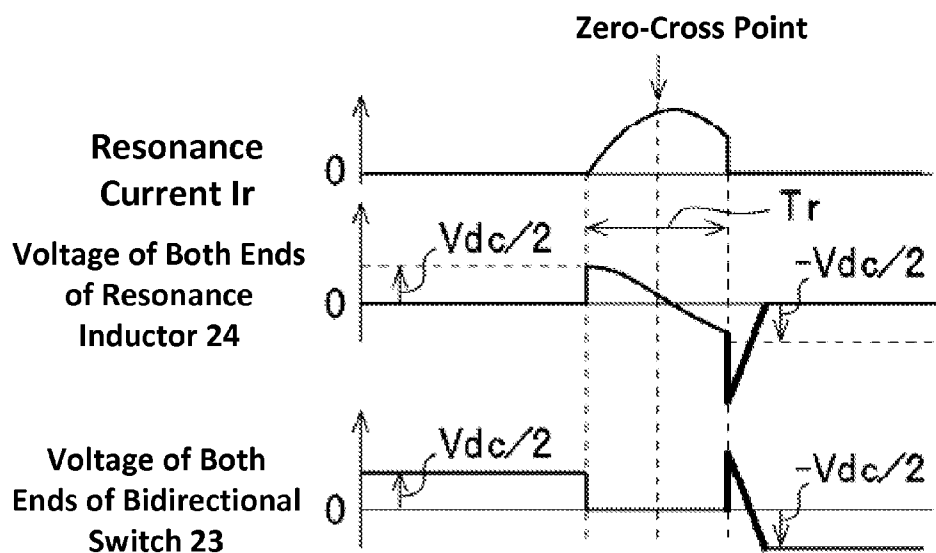 Zero-Cross Point
Resonance
Current Ir
0
Tr
Voltage of Both Ends
of Resonance
Inductor 24
Vdc/2
0
-Vdc/2
Voltage of Both
Ends of Bidirectional
Switch 23
Vdc/2
0
-Vdc/2